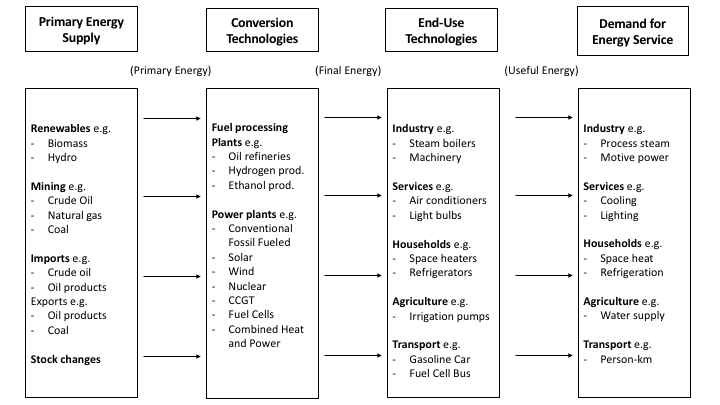 Primary Energy
Supply
Conversion
Technologies
End-Use
Technologies
Demand for
Energy Service
(Primary Energy)
(Final Energy)
(Useful Energy)
Renewables e.g.
- Biomass
- Hydro
Mining e.g.
- Crude Oil
- Natural gas
- Coal
Imports e.g.
- Crude oil
- Oil products
Exports e.g.
- Oil products
- Coal
Stock changes
Fuel processing
Plants e.g.
- Oil refineries
- Hydrogen prod.
- Ethanol prod.
Power plants e.g.
- Conventional
Fossil Fueled
- Solar
- Wind
- Nuclear
- CCGT
- Fuel Cells
- Combined Heat
and Power
Industry e.g.
- Steam boilers
- Machinery
Services e.g.
- Air conditioners
- Light bulbs
Households e.g.
- Space heaters
- Refrigerators
Agriculture e.g.
- Irrigation pumps
Transport e.g.
- Gasoline Car
- Fuel Cell Bus
Industry e.g.
- Process steam
- Motive power
Services e.g.
- Cooling
- Lighting
Households e.g.
- Space heat
- Refrigeration
Agriculture e.g.
- Water supply
Transport e.g.
- Person-km